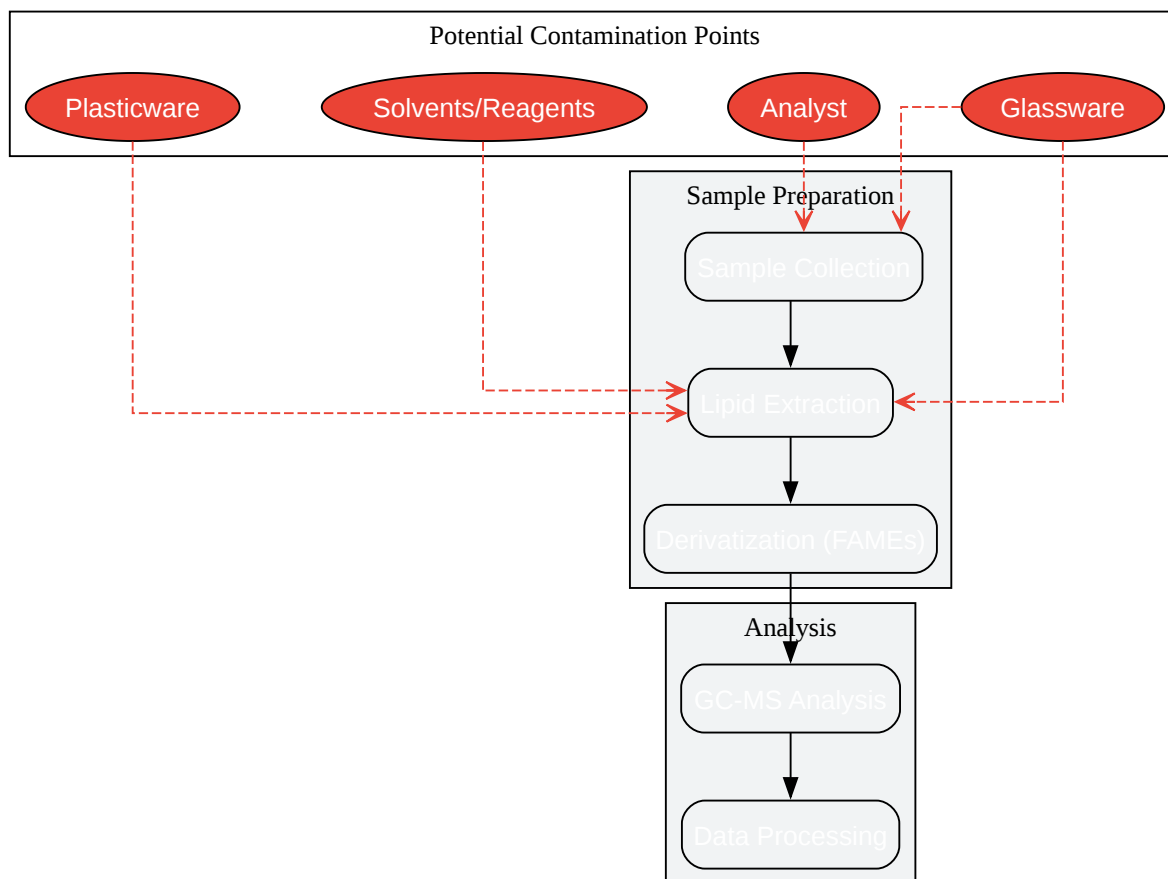 Potential Contamination Points
Plasticware
Solvents/Reagents
Analyst
Glassware
Sample Preparation
Sample Collection
Lipid Extraction
Derivatization (FAMEs)
Analysis
GC-MS Analysis
Data Processing